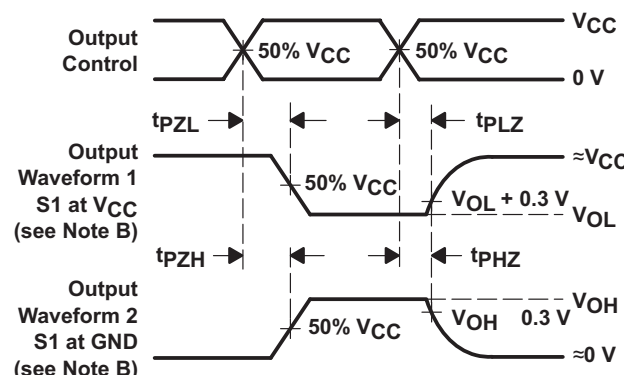 Output
Control
50% VCC
50% VCC
VCC
0 V
tPZL
tPLZ
Output
Waveform 1
S1 at VCC
(see Note B)
50% VCC
≈VCC
VOL + 0.3 V
VOL
tPZH
tPHZ
Output
Waveform 2
S1 at GND
(see Note B)
50% VCC
VOH
VOH 0.3 V
≈0 V